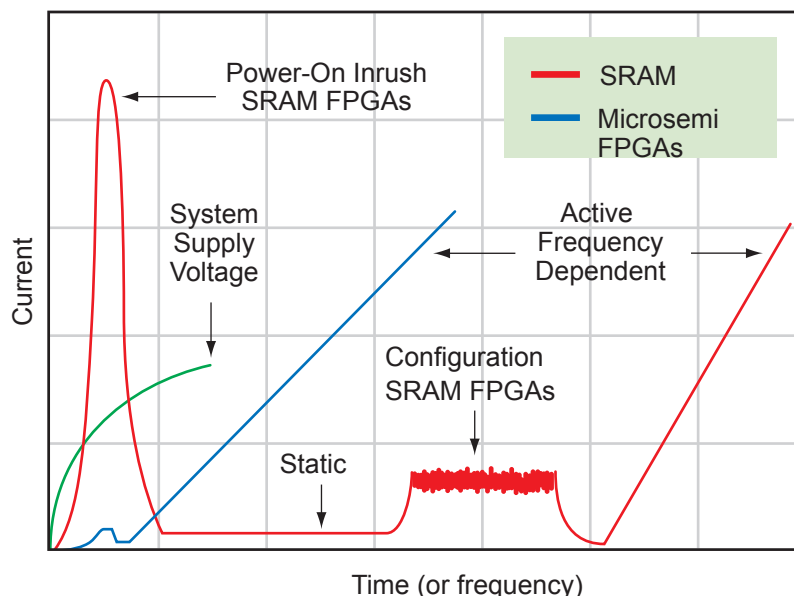 Power-On Inrush
SRAM FPGAs
SRAM
Microsemi
FPGAs
System
Supply
Voltage
Active
Frequency
Dependent
Current
Configuration
SRAM FPGAs
Static
Time (or frequency)